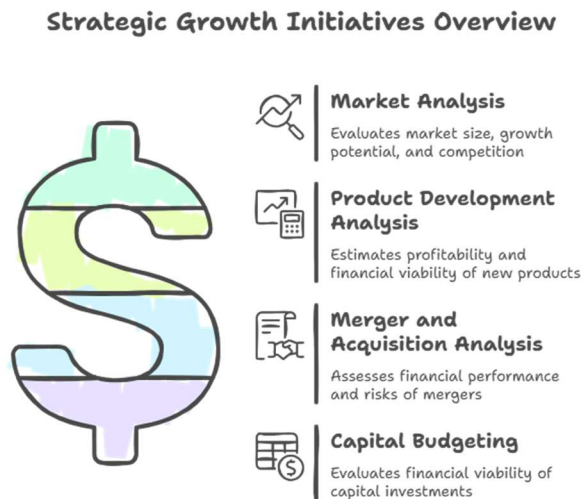 Strategic Growth Initiatives Overview
Market Analysis
Evaluates market size, growth
potential, and competition
Product Development
Analysis
Estimates profitability and
financial viability of new products
Merger and
Acquisition Analysis
Assesses financial performance
and risks of mergers
Capital Budgeting
Evaluates financial viability of
capital investments